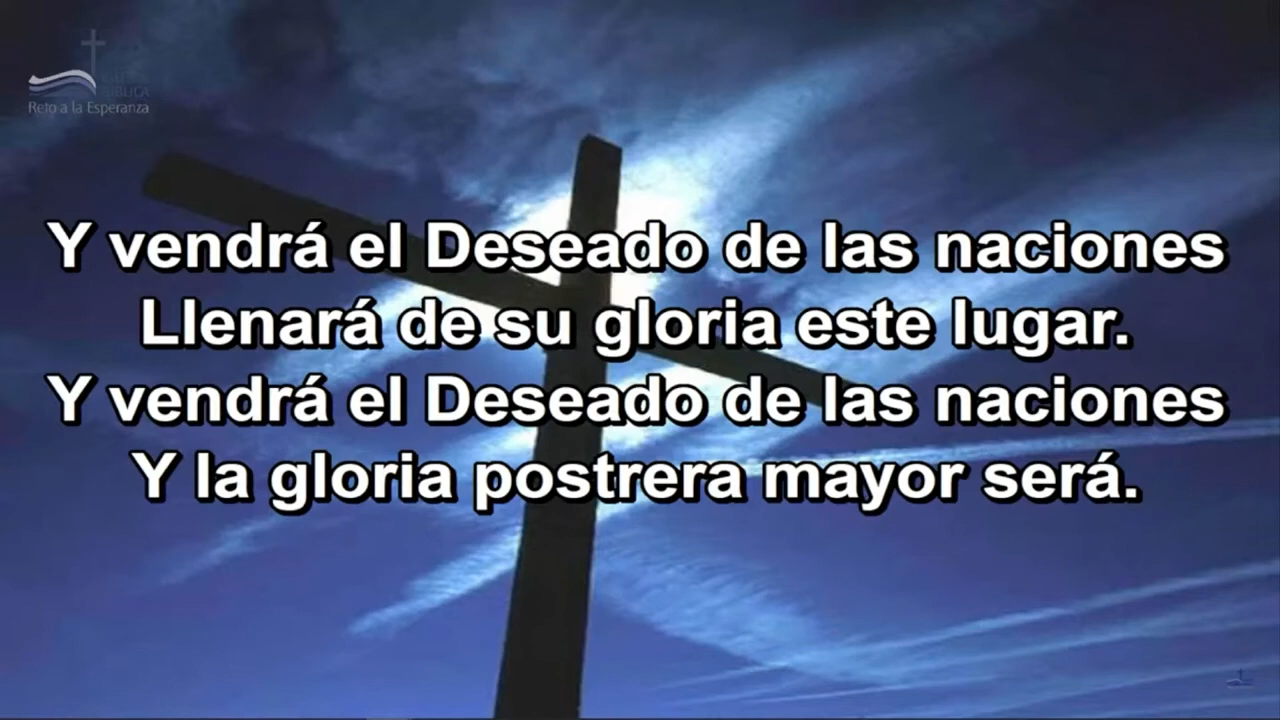 BÍBLICA
Reto a la Esperanza
Y vendrá el Deseado de las naciones
Llenará de su gloria este lugar.
Y vendrá el Deseado de las naciones
Y la gloria postrera mayor será.